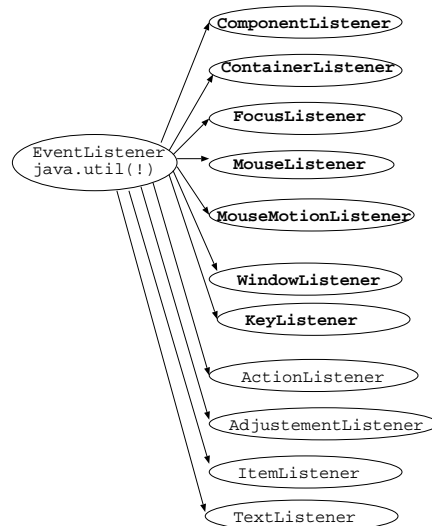 ComponentListener
ContainerListener
FocusListener
EventListener
java.util(!)
MouseListener
MouseMotionListener
WindowListener
KeyListener
ActionListener
AdjustementListener
ItemListener
TextListener